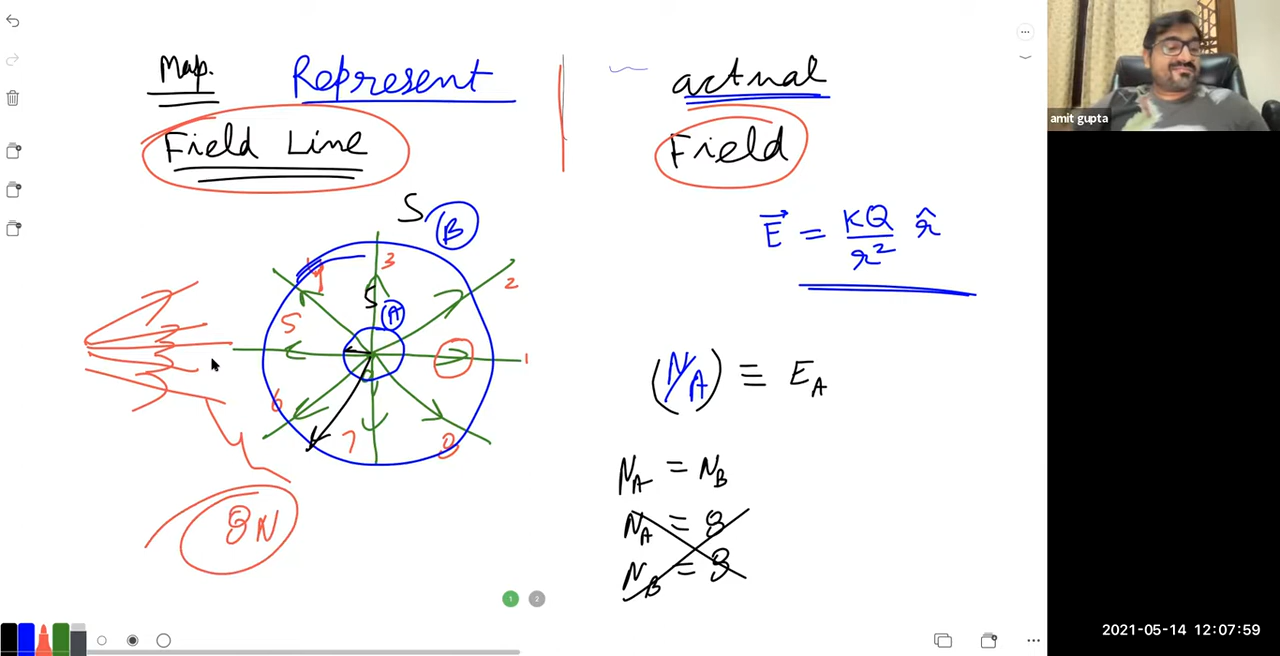 Map.
Represent
Field Line
actual
Field
amit gupta
S
B
E = KQ/r² r̂
3
2
4
S
A
5
1
6
7
8
(N/A) ≡ E_A
N_A = N_B
N_A = 8
N_B = 8
8N
1
2
2021-05-14 12:07:59